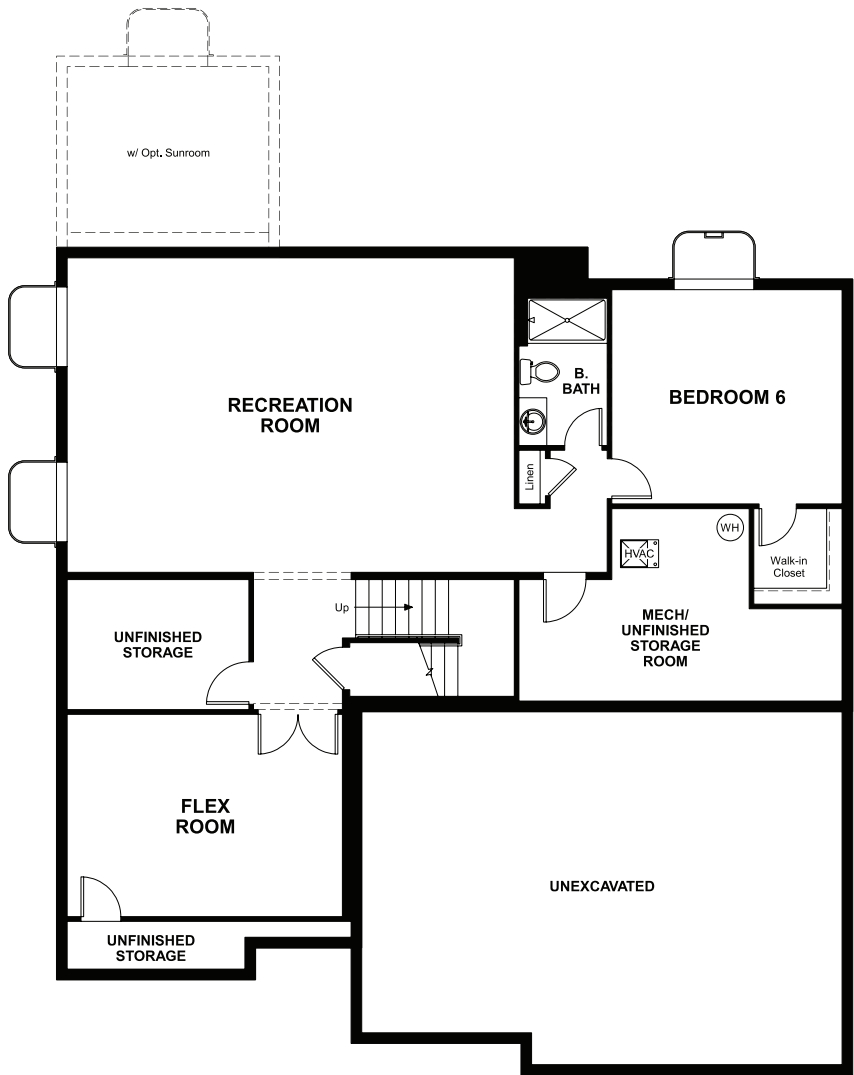 w/ Opt. Sunroom
RECREATION
ROOM
B.
BATH
BEDROOM 6
Linen
WH
HVAC
Walk-in
Closet
Up
UNFINISHED
STORAGE
MECH/
UNFINISHED
STORAGE
ROOM
FLEX
ROOM
UNEXCAVATED
UNFINISHED
STORAGE